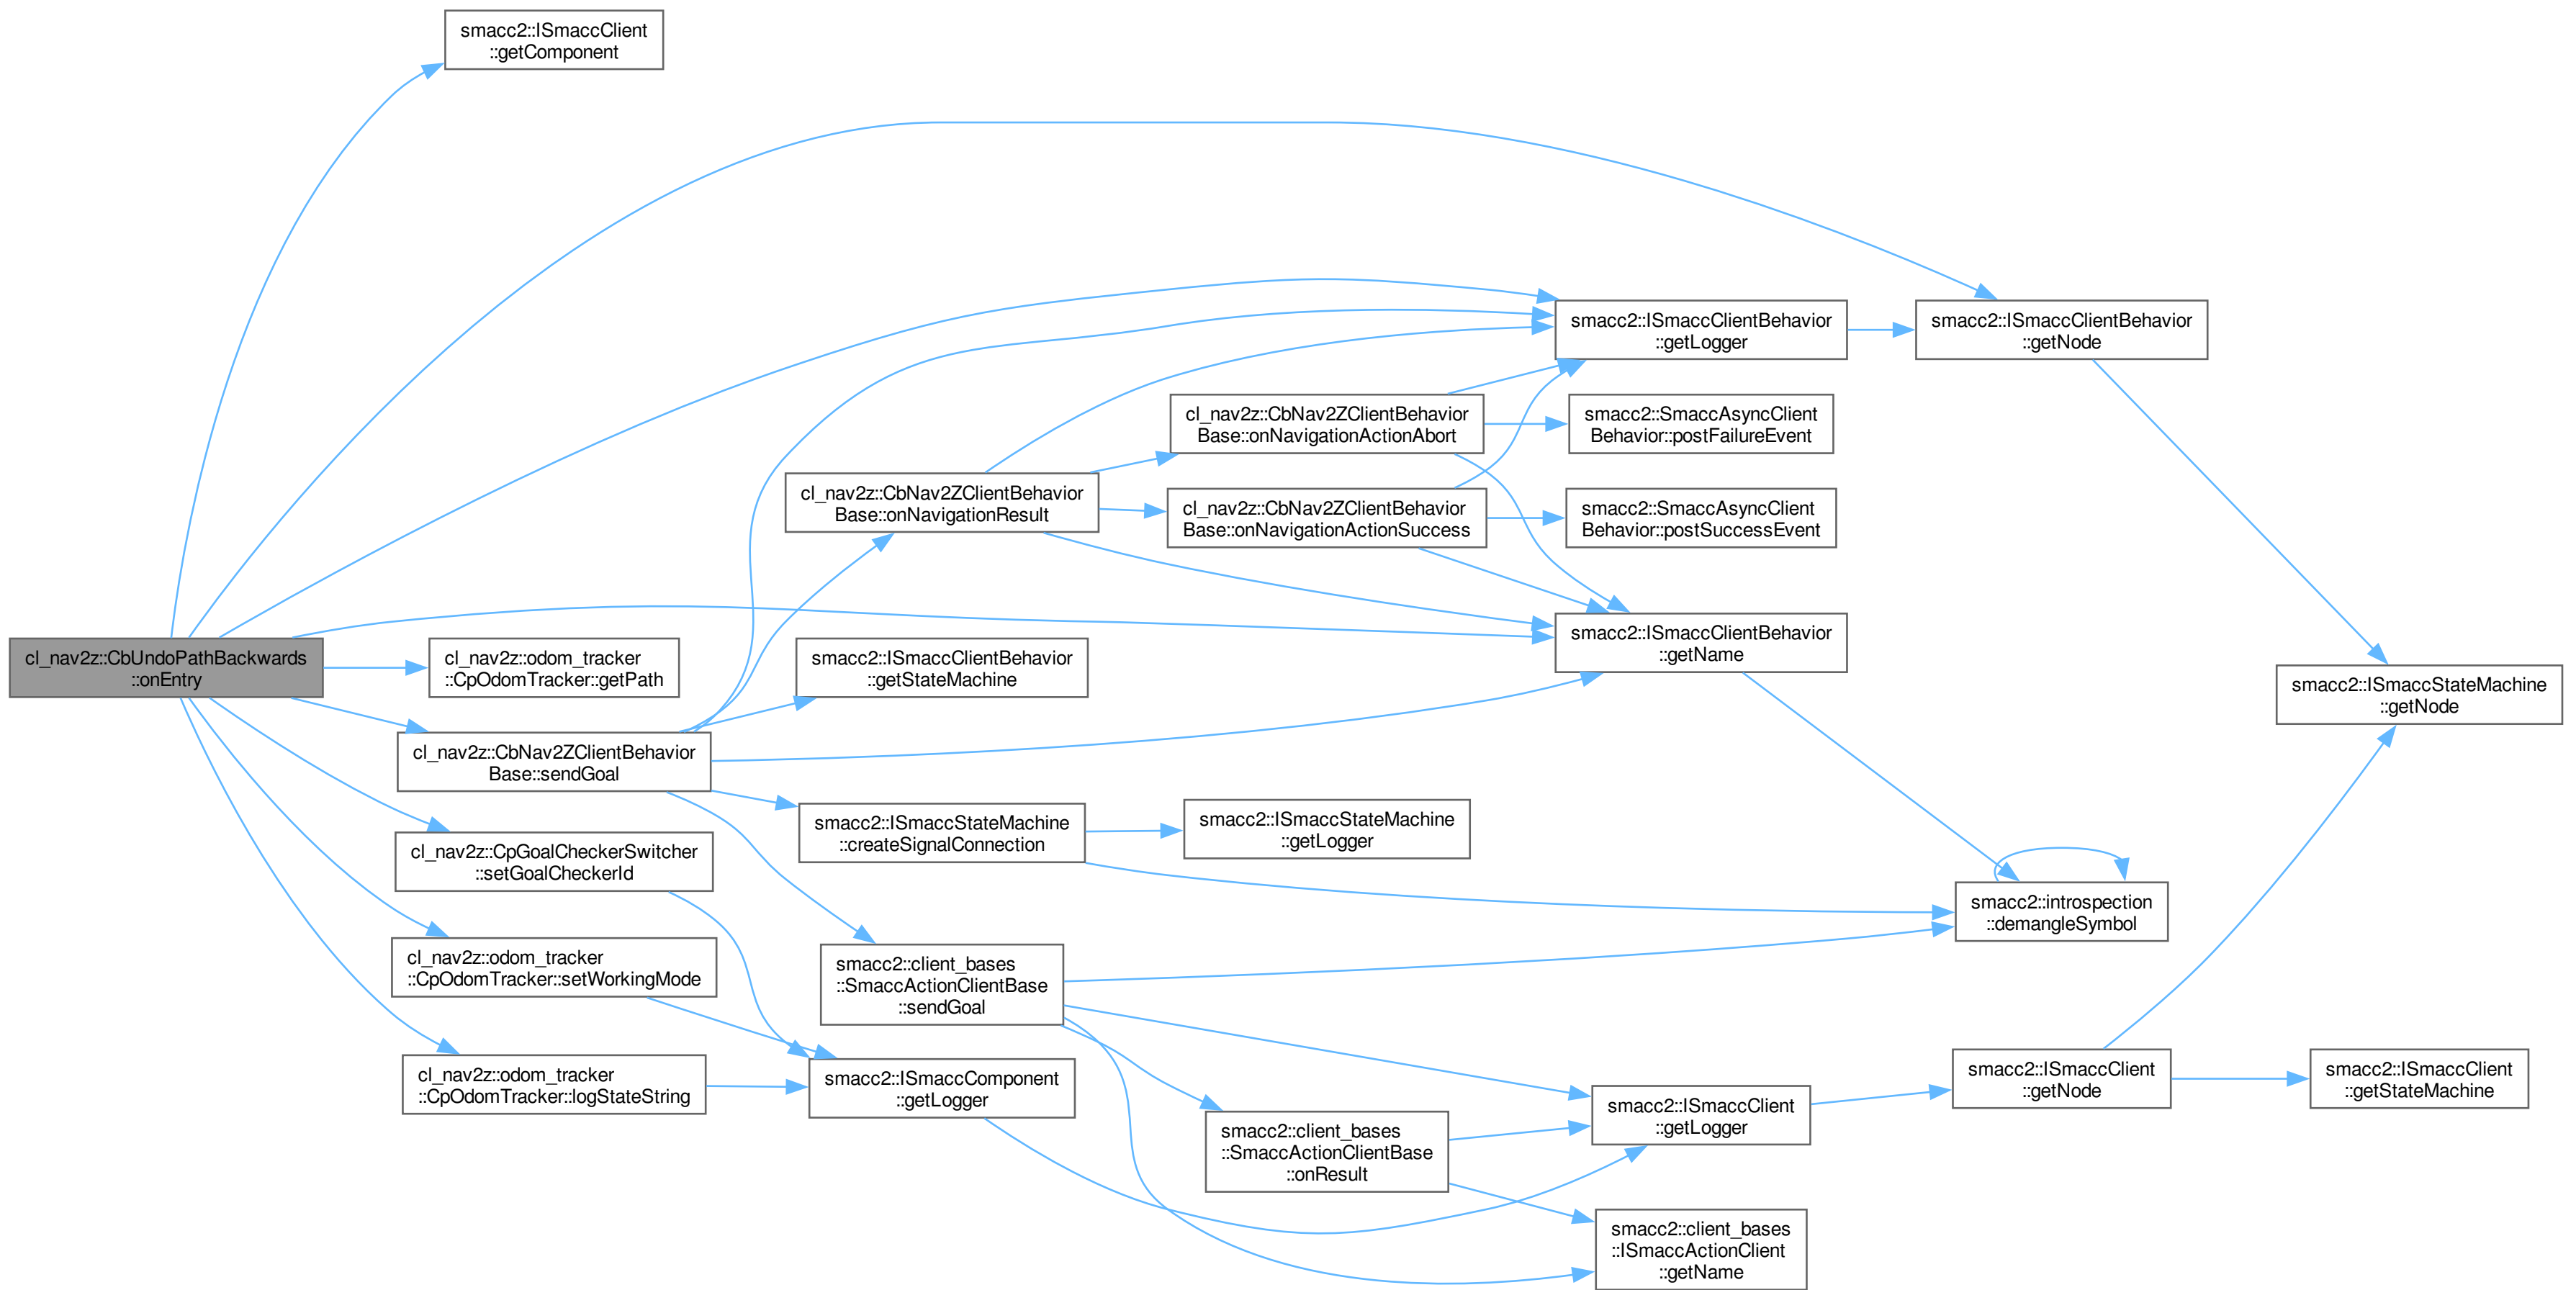 smacc2::ISmaccClient
::getComponent
smacc2::ISmaccClientBehavior
::getLogger
smacc2::ISmaccClientBehavior
::getNode
cl_nav2z::CbNav2ZClientBehavior
Base::onNavigationActionAbort
smacc2::SmaccAsyncClient
Behavior::postFailureEvent
cl_nav2z::CbNav2ZClientBehavior
Base::onNavigationResult
cl_nav2z::CbNav2ZClientBehavior
Base::onNavigationActionSuccess
smacc2::SmaccAsyncClient
Behavior::postSuccessEvent
cl_nav2z::CbUndoPathBackwards
::onEntry
cl_nav2z::odom_tracker
::CpOdomTracker::getPath
smacc2::ISmaccClientBehavior
::getStateMachine
smacc2::ISmaccClientBehavior
::getName
smacc2::ISmaccStateMachine
::getNode
cl_nav2z::CbNav2ZClientBehavior
Base::sendGoal
smacc2::ISmaccStateMachine
::createSignalConnection
smacc2::ISmaccStateMachine
::getLogger
cl_nav2z::CpGoalCheckerSwitcher
::setGoalCheckerId
smacc2::introspection
::demangleSymbol
cl_nav2z::odom_tracker
::CpOdomTracker::setWorkingMode
smacc2::client_bases
::SmaccActionClientBase
::sendGoal
cl_nav2z::odom_tracker
::CpOdomTracker::logStateString
smacc2::ISmaccComponent
::getLogger
smacc2::client_bases
::SmaccActionClientBase
::onResult
smacc2::ISmaccClient
::getLogger
smacc2::ISmaccClient
::getNode
smacc2::ISmaccClient
::getStateMachine
smacc2::client_bases
::ISmaccActionClient
::getName